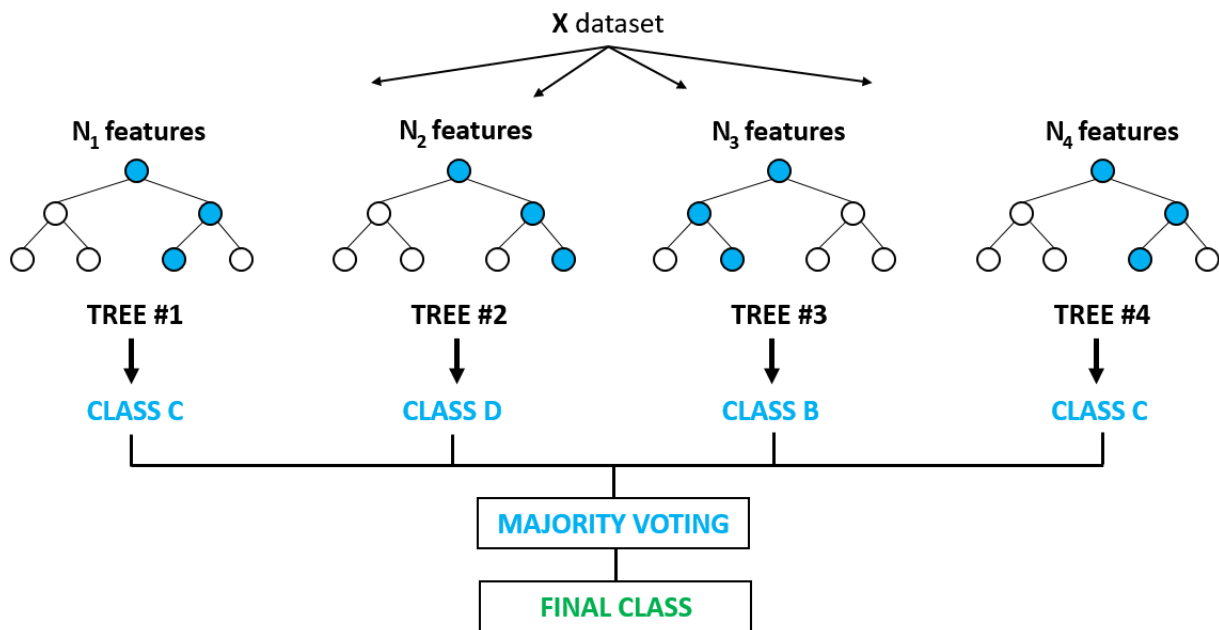 X dataset
N₁ features
N₂ features
N₃ features
N₄ features
TREE #1
TREE #2
TREE #3
TREE #4
CLASS C
CLASS D
CLASS B
CLASS C
MAJORITY VOTING
FINAL CLASS